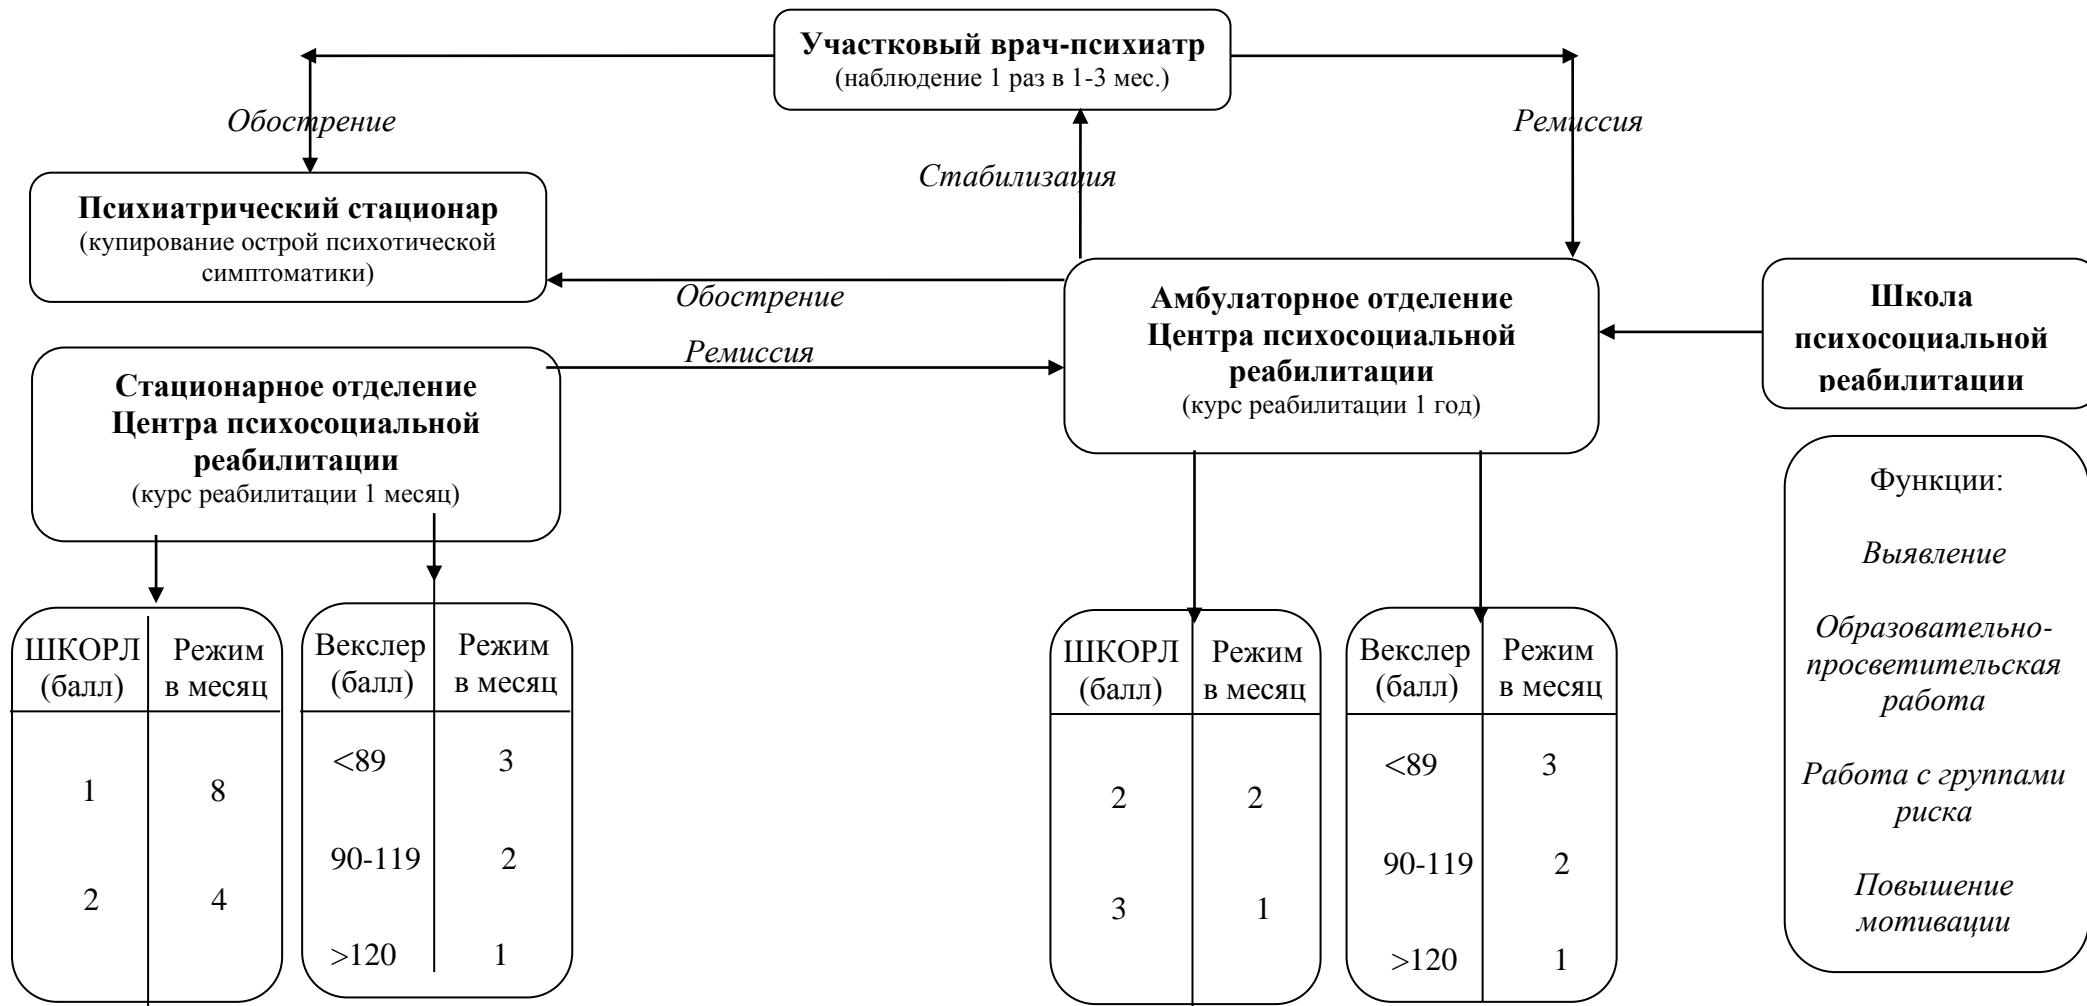 Участковый врач-психиатр
(наблюдение 1 раз в 1-3 мес.)
Обострение
Ремиссия
Стабилизация
Психиатрический стационар
(купирование острой психотической
симптоматики)
Обострение
Ремиссия
Амбулаторное отделение
Центра психосоциальной
реабилитации
(курс реабилитации 1 год)
Школа
психосоциальной
реабилитации
Стационарное отделение
Центра психосоциальной
реабилитации
(курс реабилитации 1 месяц)
Функции:
Выявление
Образовательно-
просветительская
работа
Работа с группами
риска
Повышение
мотивации
ШКОРЛ Режим
(балл) в месяц
1 8
2 4
Векслер Режим
(балл) в месяц
<89 3
90-119 2
>120 1
ШКОРЛ Режим
(балл) в месяц
2 2
3 1
Векслер Режим
(балл) в месяц
<89 3
90-119 2
>120 1